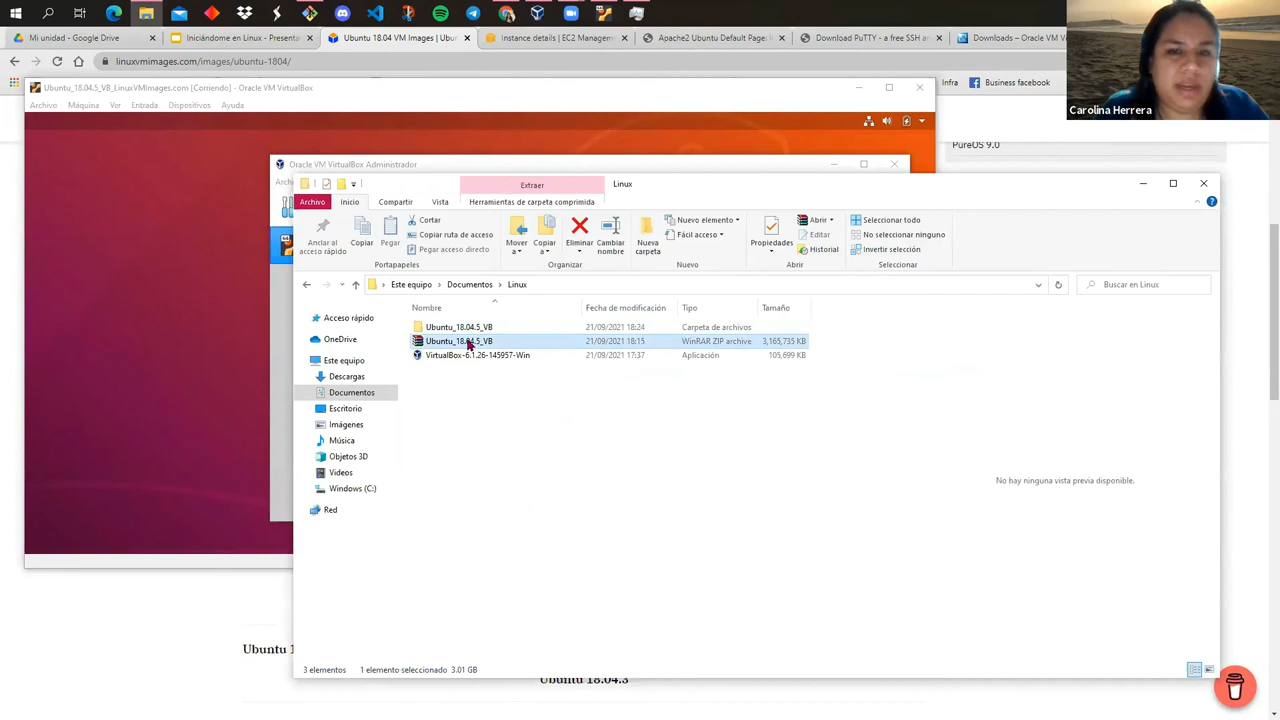 Mi unidad - Google Drive
Iniciándome en Linux - Presenta
Ubuntu 18.04 VM Images | Ubu
Instance details | EC2 Manageme
Apache2 Ubuntu Default Page:
Download PuTTY - a free SSH a
Downloads – Oracle VM V
linuxvmimages.com/images/ubuntu-1804/
Infra
Business facebook
Carolina Herrera
PureOS 9.0
Ubuntu_18.04.5_VB_LinuxVMImages.com [Corriendo] - Oracle VM VirtualBox
Archivo Máquina Ver Entrada Dispositivos Ayuda
Oracle VM VirtualBox Administrador
Extraer
Linux
Archivo Inicio Compartir Vista Herramientas de carpeta comprimida
Anclar al acceso rápido
Copiar
Pegar
Cortar
Copiar ruta de acceso
Pegar acceso directo
Portapapeles
Mover a
Copiar a
Eliminar
Cambiar nombre
Organizar
Nueva carpeta
Nuevo elemento
Fácil acceso
Nuevo
Propiedades
Abrir
Editar
Historial
Abrir
Seleccionar todo
No seleccionar ninguno
Invertir selección
Seleccionar
Este equipo > Documentos > Linux
Buscar en Linux
Nombre Fecha de modificación Tipo Tamaño
Ubuntu_18.04.5_VB 21/09/2021 18:24 Carpeta de archivos
Ubuntu_18.04.5_VB 21/09/2021 18:15 WinRAR ZIP archive 3,165,735 KB
VirtualBox-6.1.26-145957-Win 21/09/2021 17:37 Aplicación 105,699 KB
Acceso rápido
OneDrive
Este equipo
Descargas
Documentos
Escritorio
Imágenes
Música
Objetos 3D
Videos
Windows (C:)
Red
No hay ninguna vista previa disponible.
3 elementos 1 elemento seleccionado 3.01 GB
Ubuntu 1
Ubuntu 18.04.3